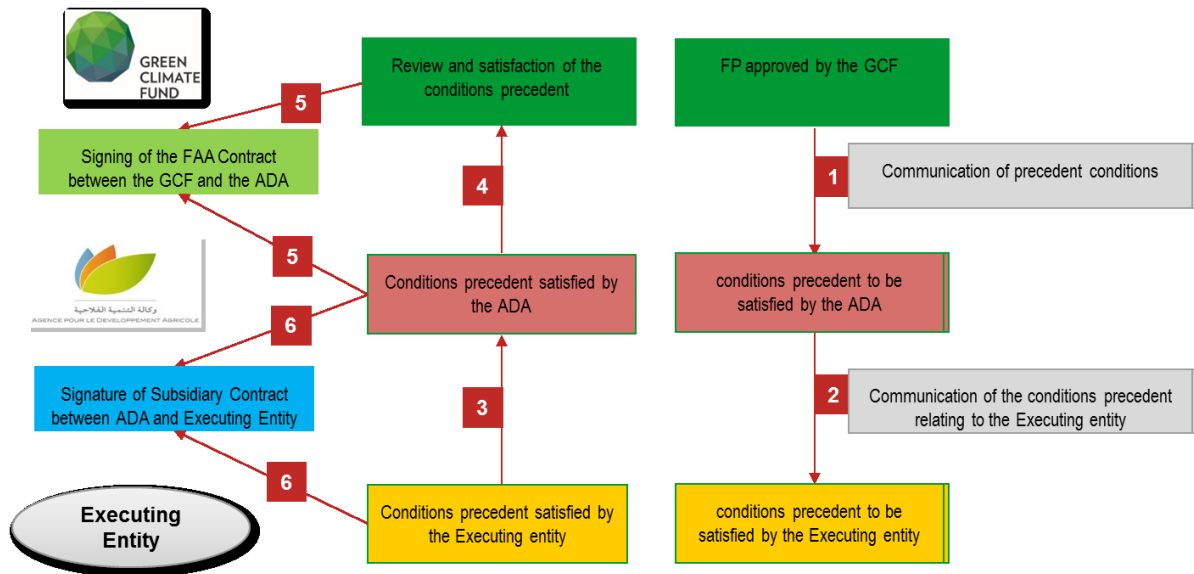 GREEN
CLIMATE
FUND
Review and satisfaction of the
conditions precedent
FP approved by the GCF
5
Signing of the FAA Contract
between the GCF and the ADA
4
1
Communication of precedent conditions
5
Conditions precedent satisfied by
the ADA
conditions precedent to be
satisfied by the ADA
وكالة التنمية الفلاحية
AGENCE POUR LE DEVELOPPEMENT AGRICOLE
6
Signature of Subsidiary Contract
between ADA and Executing Entity
3
2
Communication of the conditions precedent
relating to the Executing entity
6
Executing
Entity
Conditions precedent satisfied by
the Executing entity
conditions precedent to be
satisfied by the Executing entity